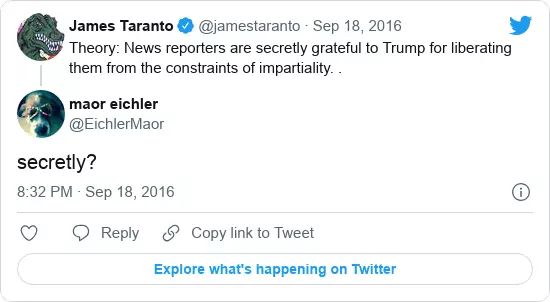 James Taranto @jamestaranto · Sep 18, 2016
Theory: News reporters are secretly grateful to Trump for liberating
them from the constraints of impartiality. .
maor eichler
@EichlerMaor
secretly?
8:32 PM · Sep 18, 2016
Reply
Copy link to Tweet
Explore what's happening on Twitter